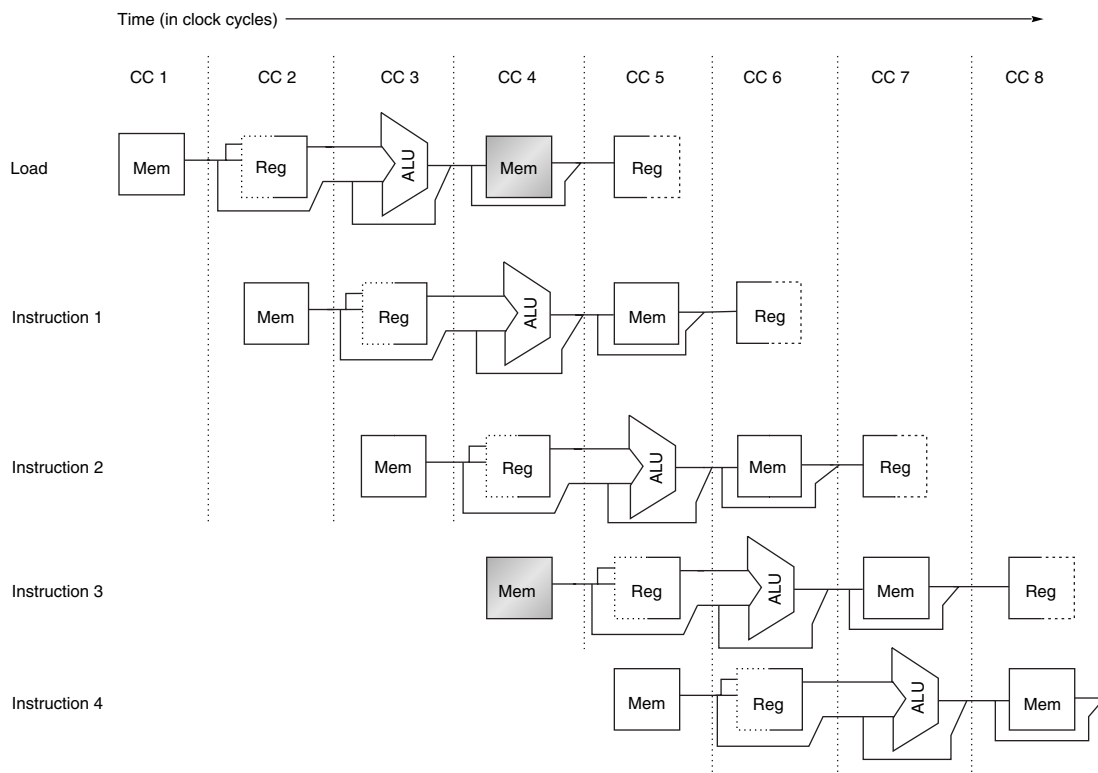 Time (in clock cycles)
CC 1 CC 2 CC 3 CC 4 CC 5 CC 6 CC 7 CC 8
Load Mem Reg ALU Mem Reg
Instruction 1 Mem Reg ALU Mem Reg
Instruction 2 Mem Reg ALU Mem Reg
Instruction 3 Mem Reg ALU Mem Reg
Instruction 4 Mem Reg ALU Mem